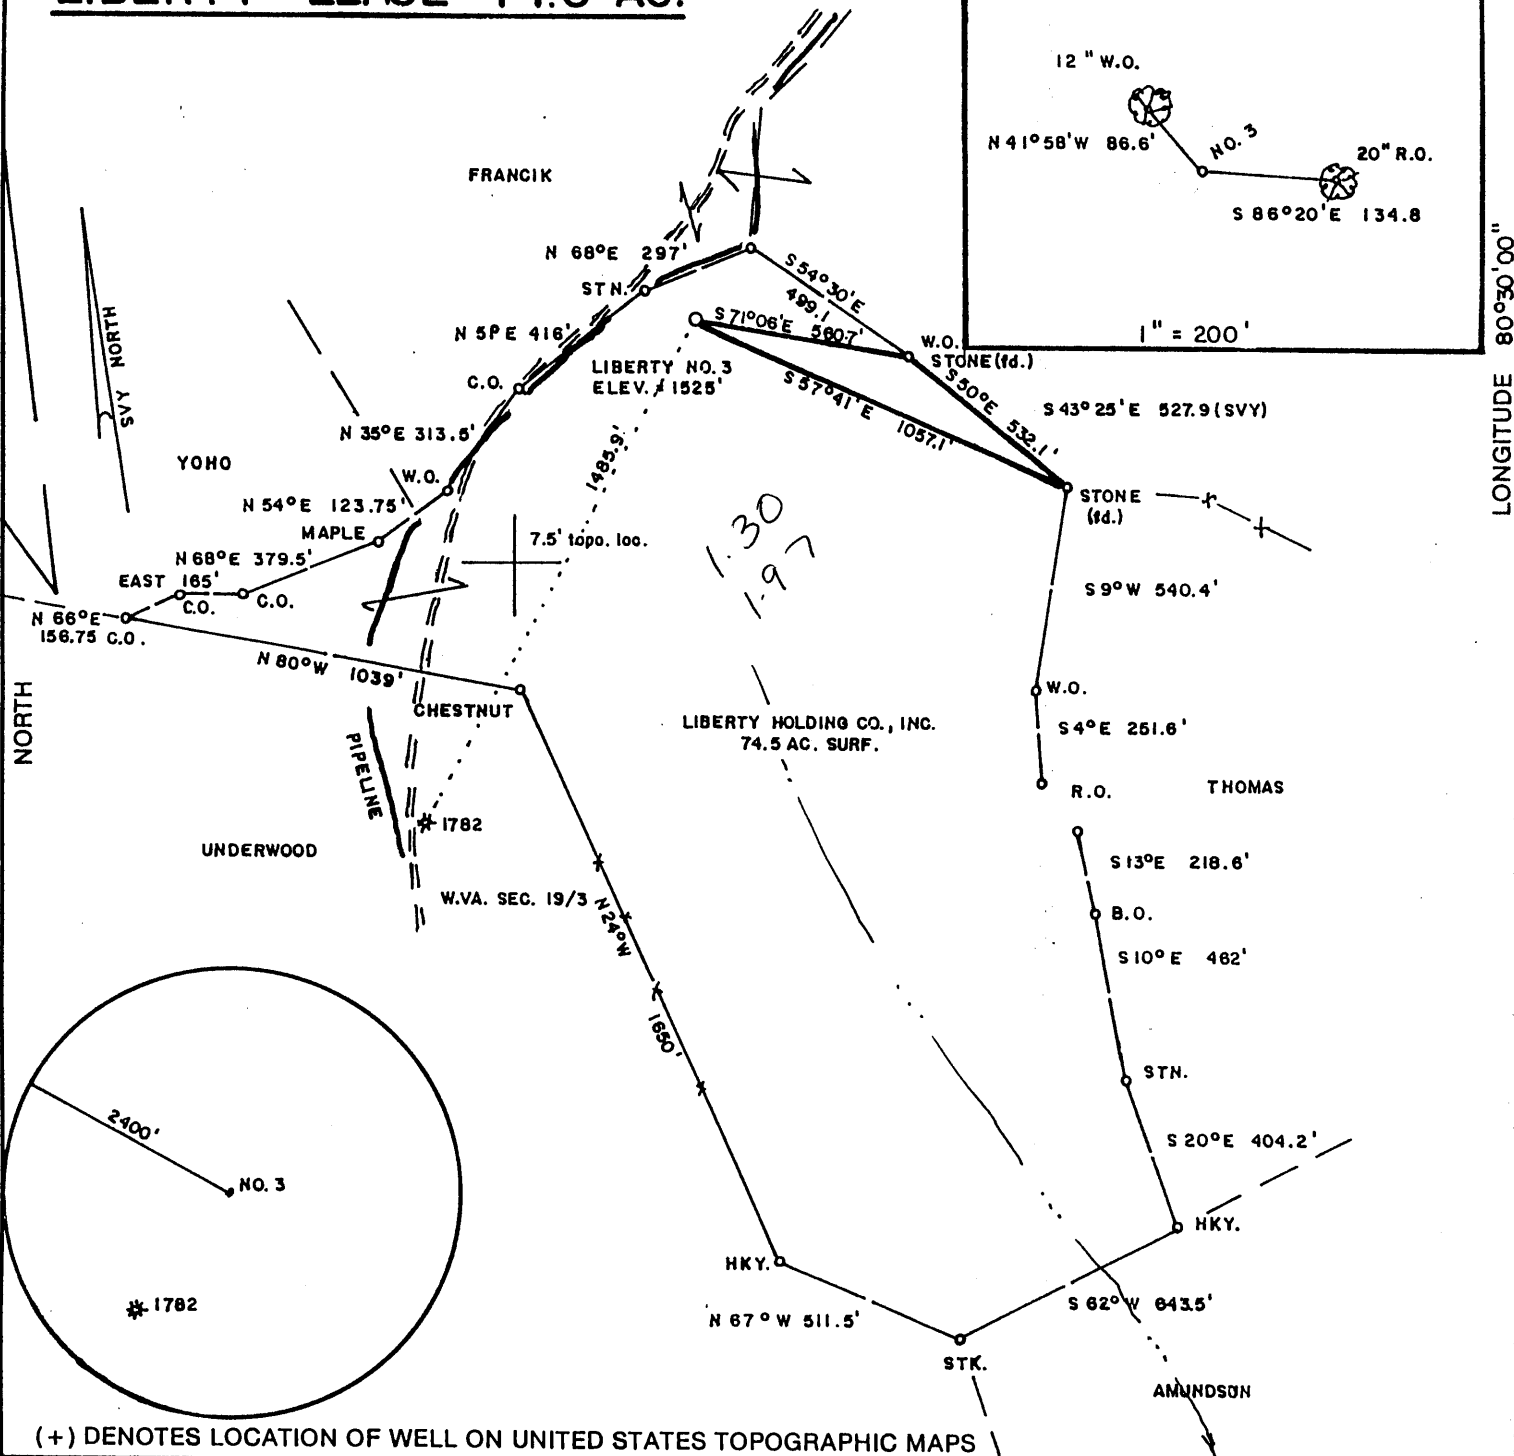 12" W.O.
N 41°58'W 86.6'
NO. 3
20" R.O.
S 86°20'E 134.8
1" = 200'
LONGITUDE 80°30'00"
FRANCIK
N 68°E 297'
STN.
S 54°30'E
499.1
S 71°06'E 560.7'
W.O.
STONE (fd.)
N 51°E 416'
C.O.
LIBERTY NO. 3
ELEV. 1525'
S 57°41'E 1057.1'
S 50°E 532.1'
S 43°25'E 527.9 (SVY)
SVY NORTH
N 35°E 313.5'
YOHO
W.O.
1485.9'
N 54°E 123.75'
MAPLE
STONE
(fd.)
1.30
1.97
7.5' topo. loc.
N 68°E 379.5'
EAST 165'
C.O.
C.O.
N 66°E
156.75 C.O.
S 9°W 540.4'
N 80°W 1039'
CHESTNUT
W.O.
S 4°E 251.6'
NORTH
LIBERTY HOLDING CO., INC.
74.5 AC. SURF.
PIPELINE
R.O.
THOMAS
1782
UNDERWOOD
S 13°E 218.6'
W.VA. SEC. 19/3
N 24°W 1650'
B.O.
S 10°E 462'
STN.
2400'
NO. 3
S 20°E 404.2'
HKY.
HKY.
1782
N 67°W 511.5'
S 62°W 643.5'
STK.
AMUNDSON
(+) DENOTES LOCATION OF WELL ON UNITED STATES TOPOGRAPHIC MAPS